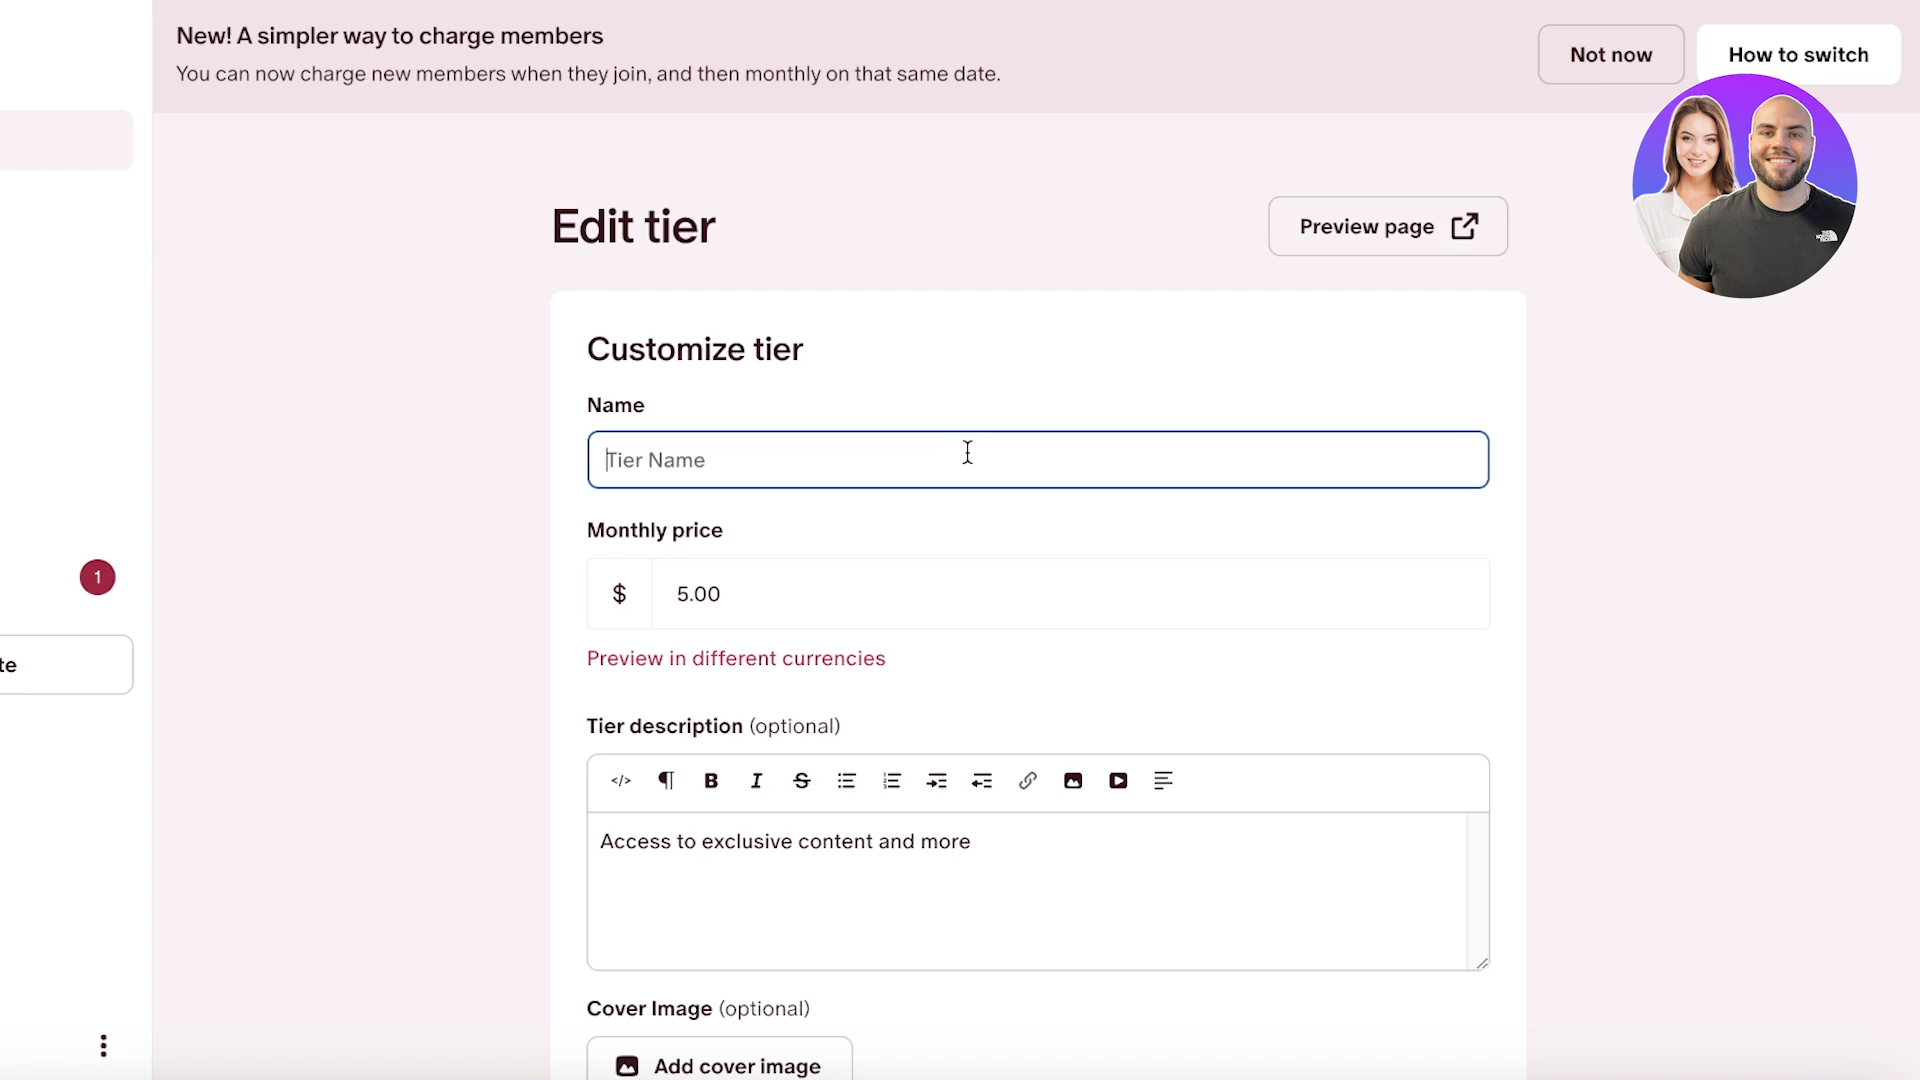 New! A simpler way to charge members
You can now charge new members when they join, and then monthly on that same date.
Not now
How to switch
Edit tier
Preview page
Customize tier
Name
Tier Name
Monthly price
$ 5.00
Preview in different currencies
1
te
Tier description (optional)
Access to exclusive content and more
Cover Image (optional)
Add cover image
THE NORTH FACE